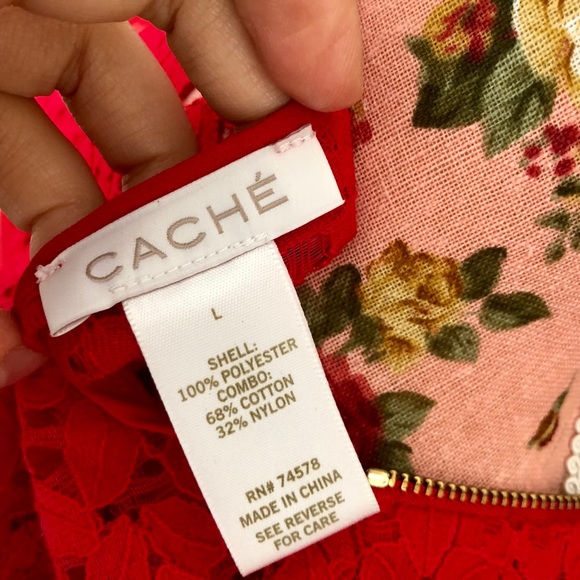 CACHÉ
L
SHELL:
100% POLYESTER
COMBO:
68% COTTON
32% NYLON
RN# 74578
MADE IN CHINA
SEE REVERSE
FOR CARE